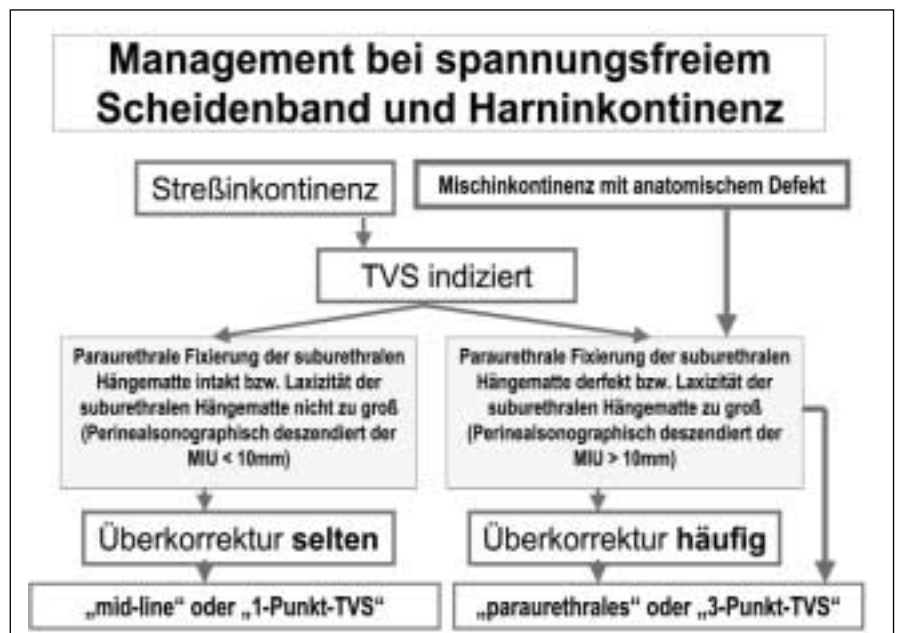 Management bei spannungsfreiem
Scheidenband und Harninkontinenz
Streßinkontinenz
Mischinkontinenz mit anatomischem Defekt
TVS indiziert
Paraurethrale Fixierung der suburethralen
Hängematte intakt bzw. Laxizität der
suburethralen Hängematte nicht zu groß
(Perinealsonographisch deszendiert der
MIU < 10mm)
Paraurethrale Fixierung der suburethralen
Hängematte derfekt bzw. Laxizität der
suburethralen Hängematte zu groß
(Perinealsonographisch deszendiert der
MIU > 10mm)
Überkorrektur selten
Überkorrektur häufig
„mid-line“ oder „1-Punkt-TVS“
„paraurethrales“ oder „3-Punkt-TVS“